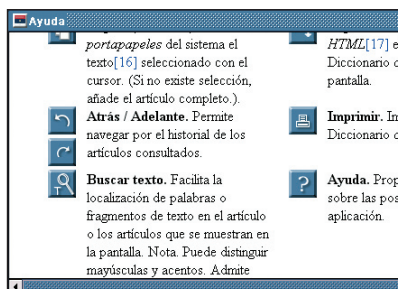 Ayuda
portapapeles del sistema el
texto[16] seleccionado con el
cursor. (Si no existe selección,
añade el artículo completo.).
Atrás / Adelante. Permite
navegar por el historial de los
artículos consultados.
Buscar texto. Facilita la
localización de palabras o
fragmentos de texto en el artículo
o los artículos que se muestran en
la pantalla. Nota. Puede distinguir
mayúsculas y acentos. Admite
HTML[17] e
Diccionario
pantalla.
Imprimir. Im
Diccionario
Ayuda. Prop
sobre las pos
aplicación.